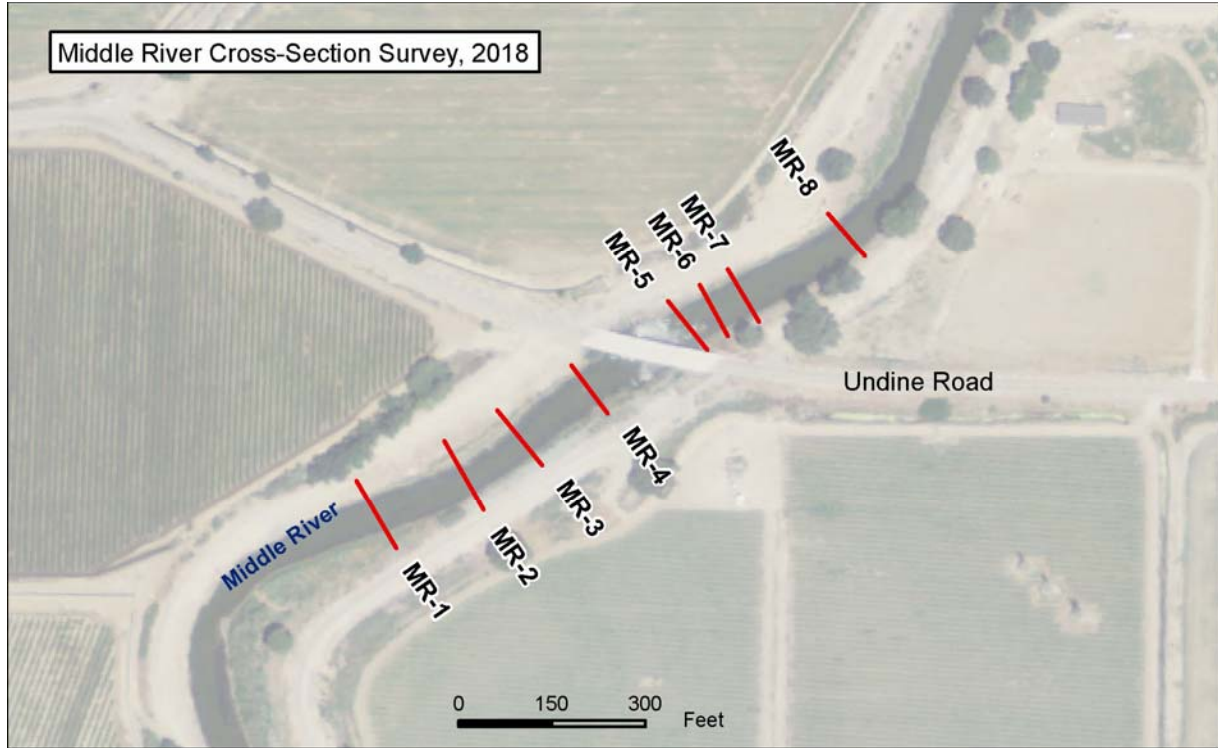 Middle River Cross-Section Survey, 2018
MR-8
MR-7
MR-6
MR-5
Undine Road
MR-4
MR-3
MR-2
MR-1
Middle River
0 150 300 Feet